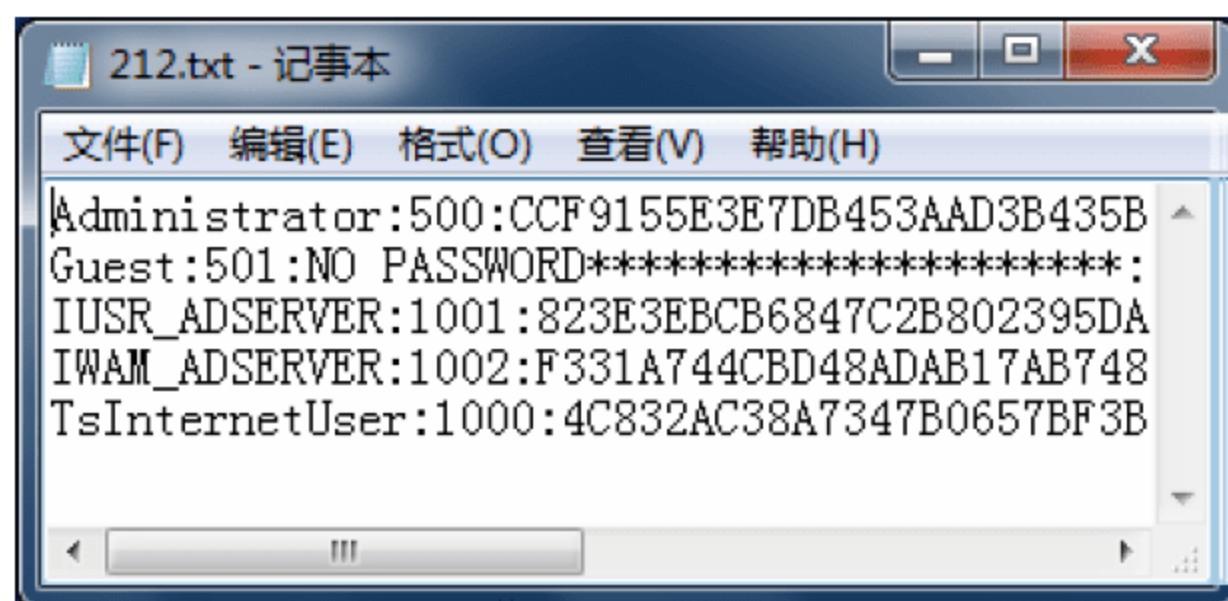 212.txt - 记事本
文件(F) 编辑(E) 格式(O) 查看(V) 帮助(H)
Administrator:500:CCF9155E3E7DB453AAD3B435B
Guest:501:NO PASSWORD*********************:
IUSR_ADSERVER:1001:823E3EBCB6847C2B802395DA
IWAM_ADSERVER:1002:F331A744CBD48ADAB17AB748
TsInternetUser:1000:4C832AC38A7347B0657BF3B